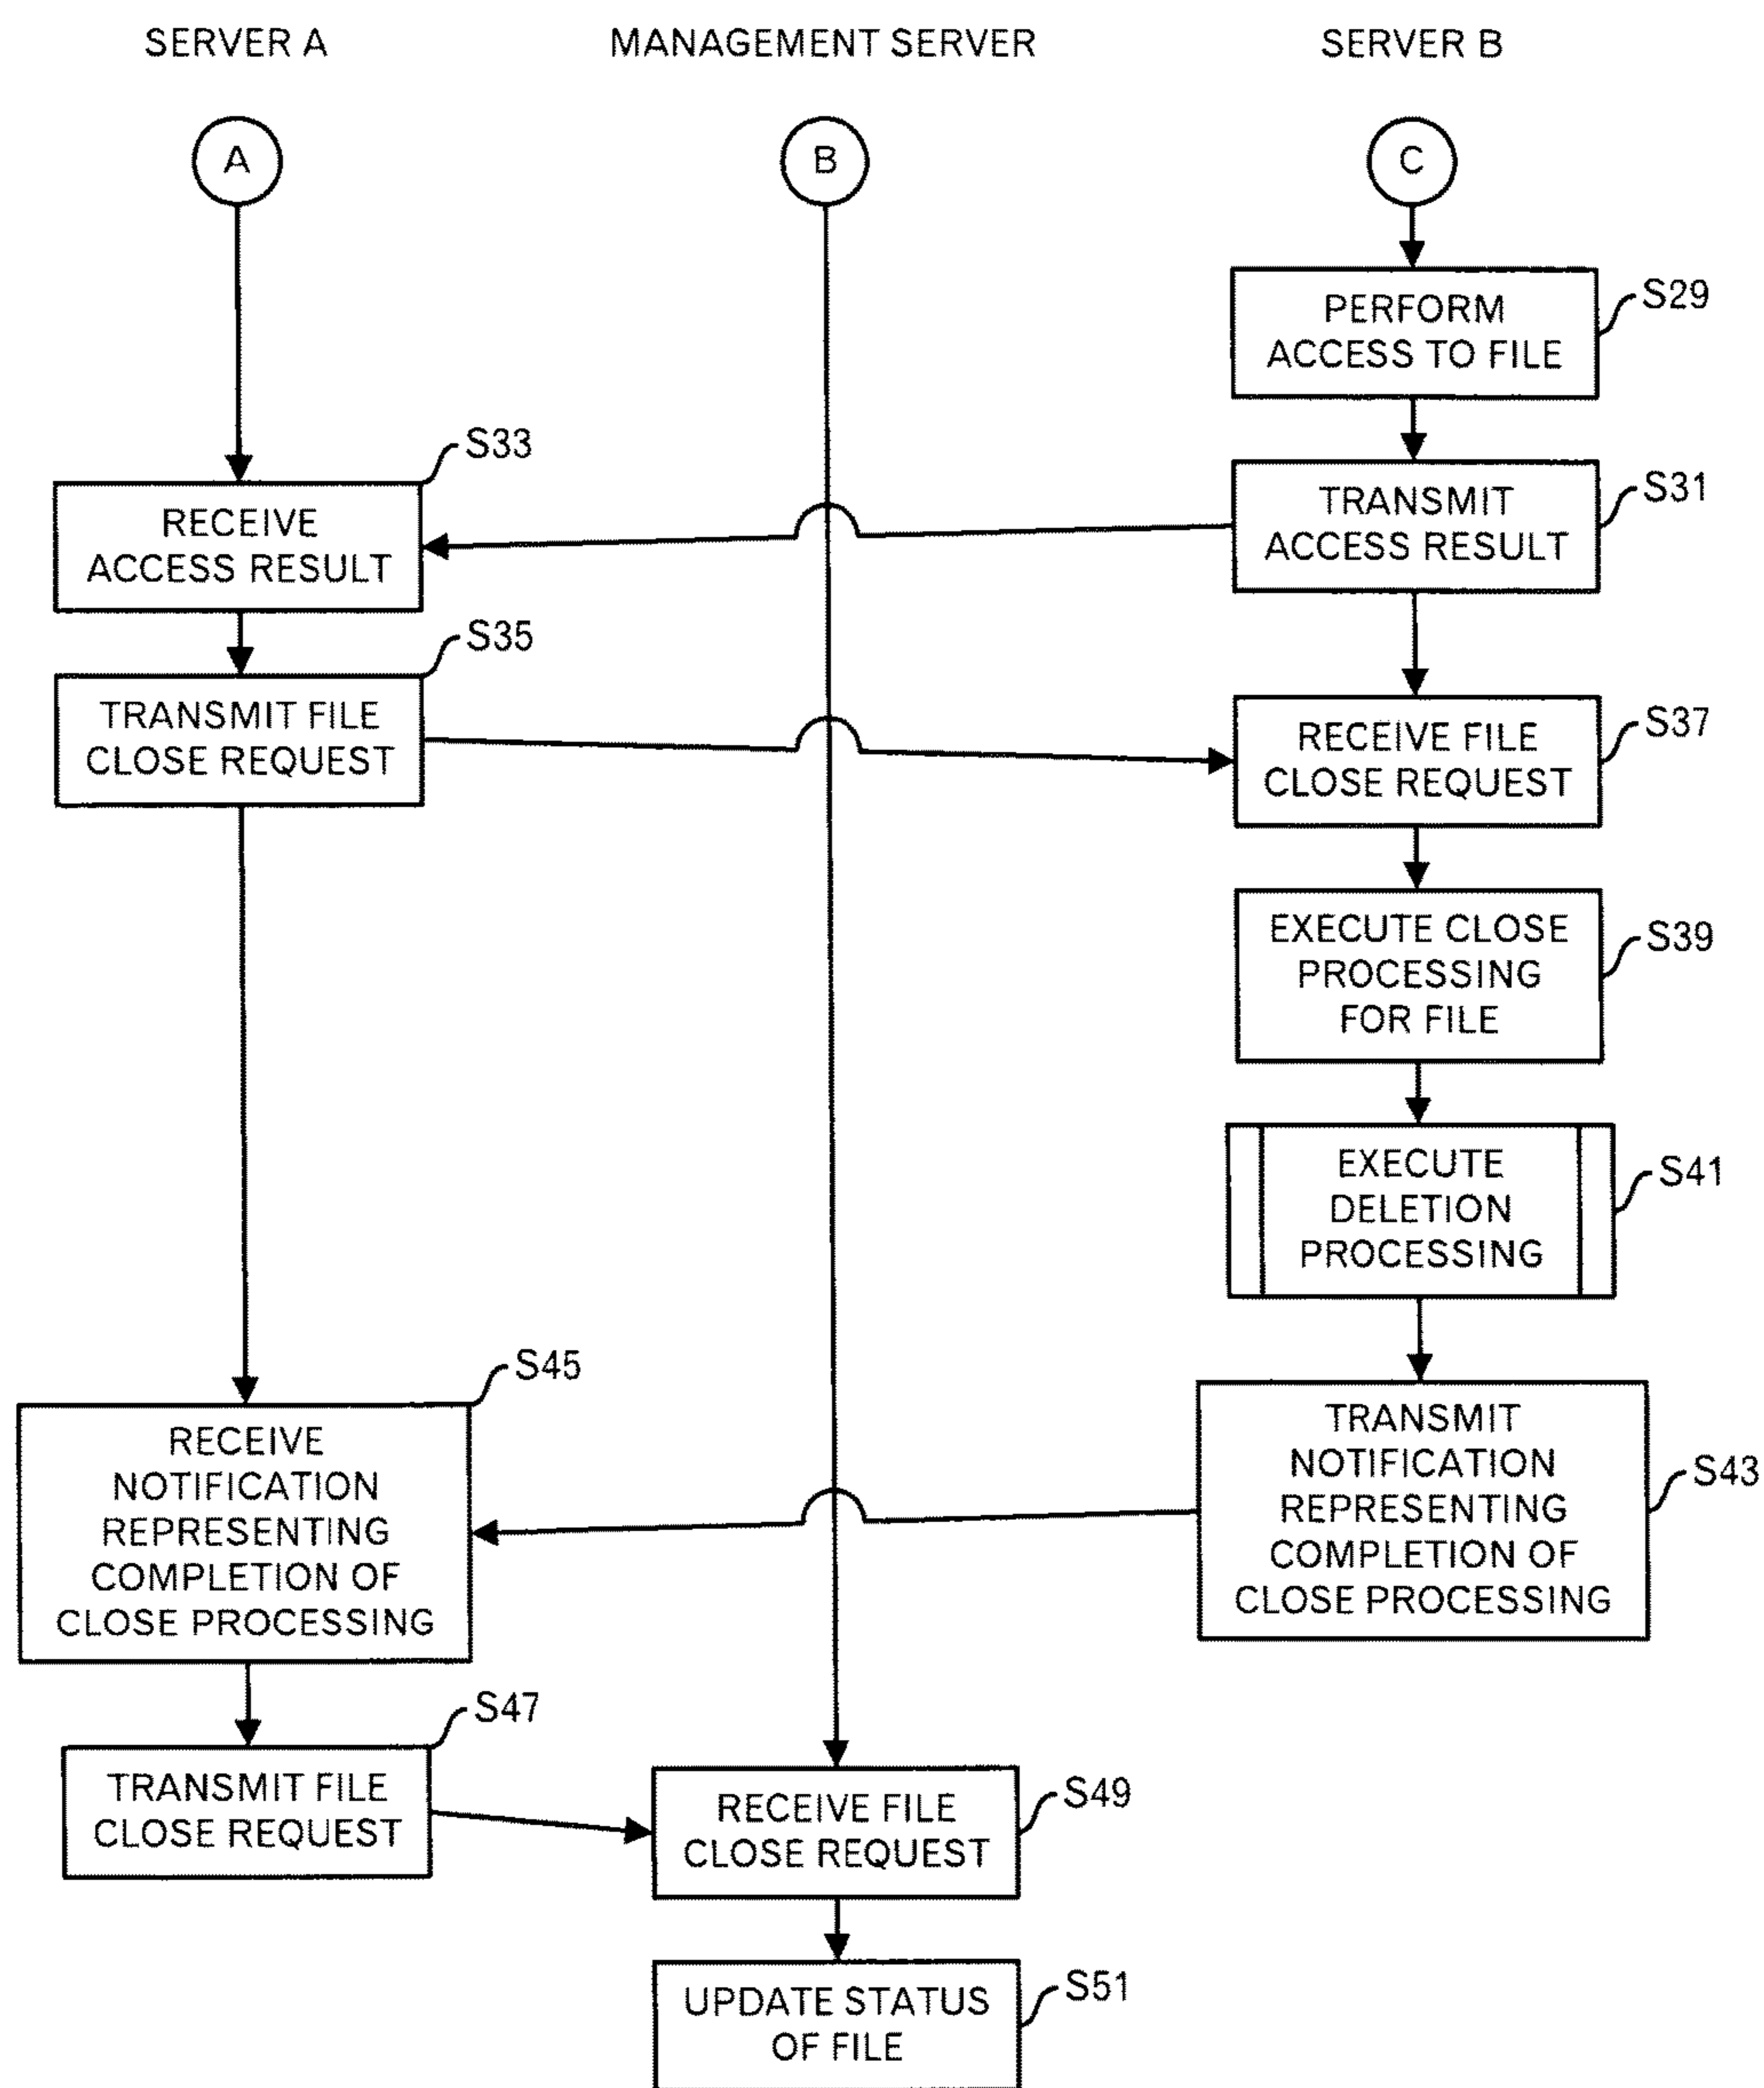 SERVER A
MANAGEMENT SERVER
SERVER B
A
B
C
PERFORM
ACCESS TO FILE
S29
TRANSMIT
ACCESS RESULT
S31
RECEIVE
ACCESS RESULT
S33
TRANSMIT FILE
CLOSE REQUEST
S35
RECEIVE FILE
CLOSE REQUEST
S37
EXECUTE CLOSE
PROCESSING
FOR FILE
S39
EXECUTE
DELETION
PROCESSING
S41
TRANSMIT
NOTIFICATION
REPRESENTING
COMPLETION OF
CLOSE PROCESSING
S43
RECEIVE
NOTIFICATION
REPRESENTING
COMPLETION OF
CLOSE PROCESSING
S45
TRANSMIT FILE
CLOSE REQUEST
S47
RECEIVE FILE
CLOSE REQUEST
S49
UPDATE STATUS
OF FILE
S51